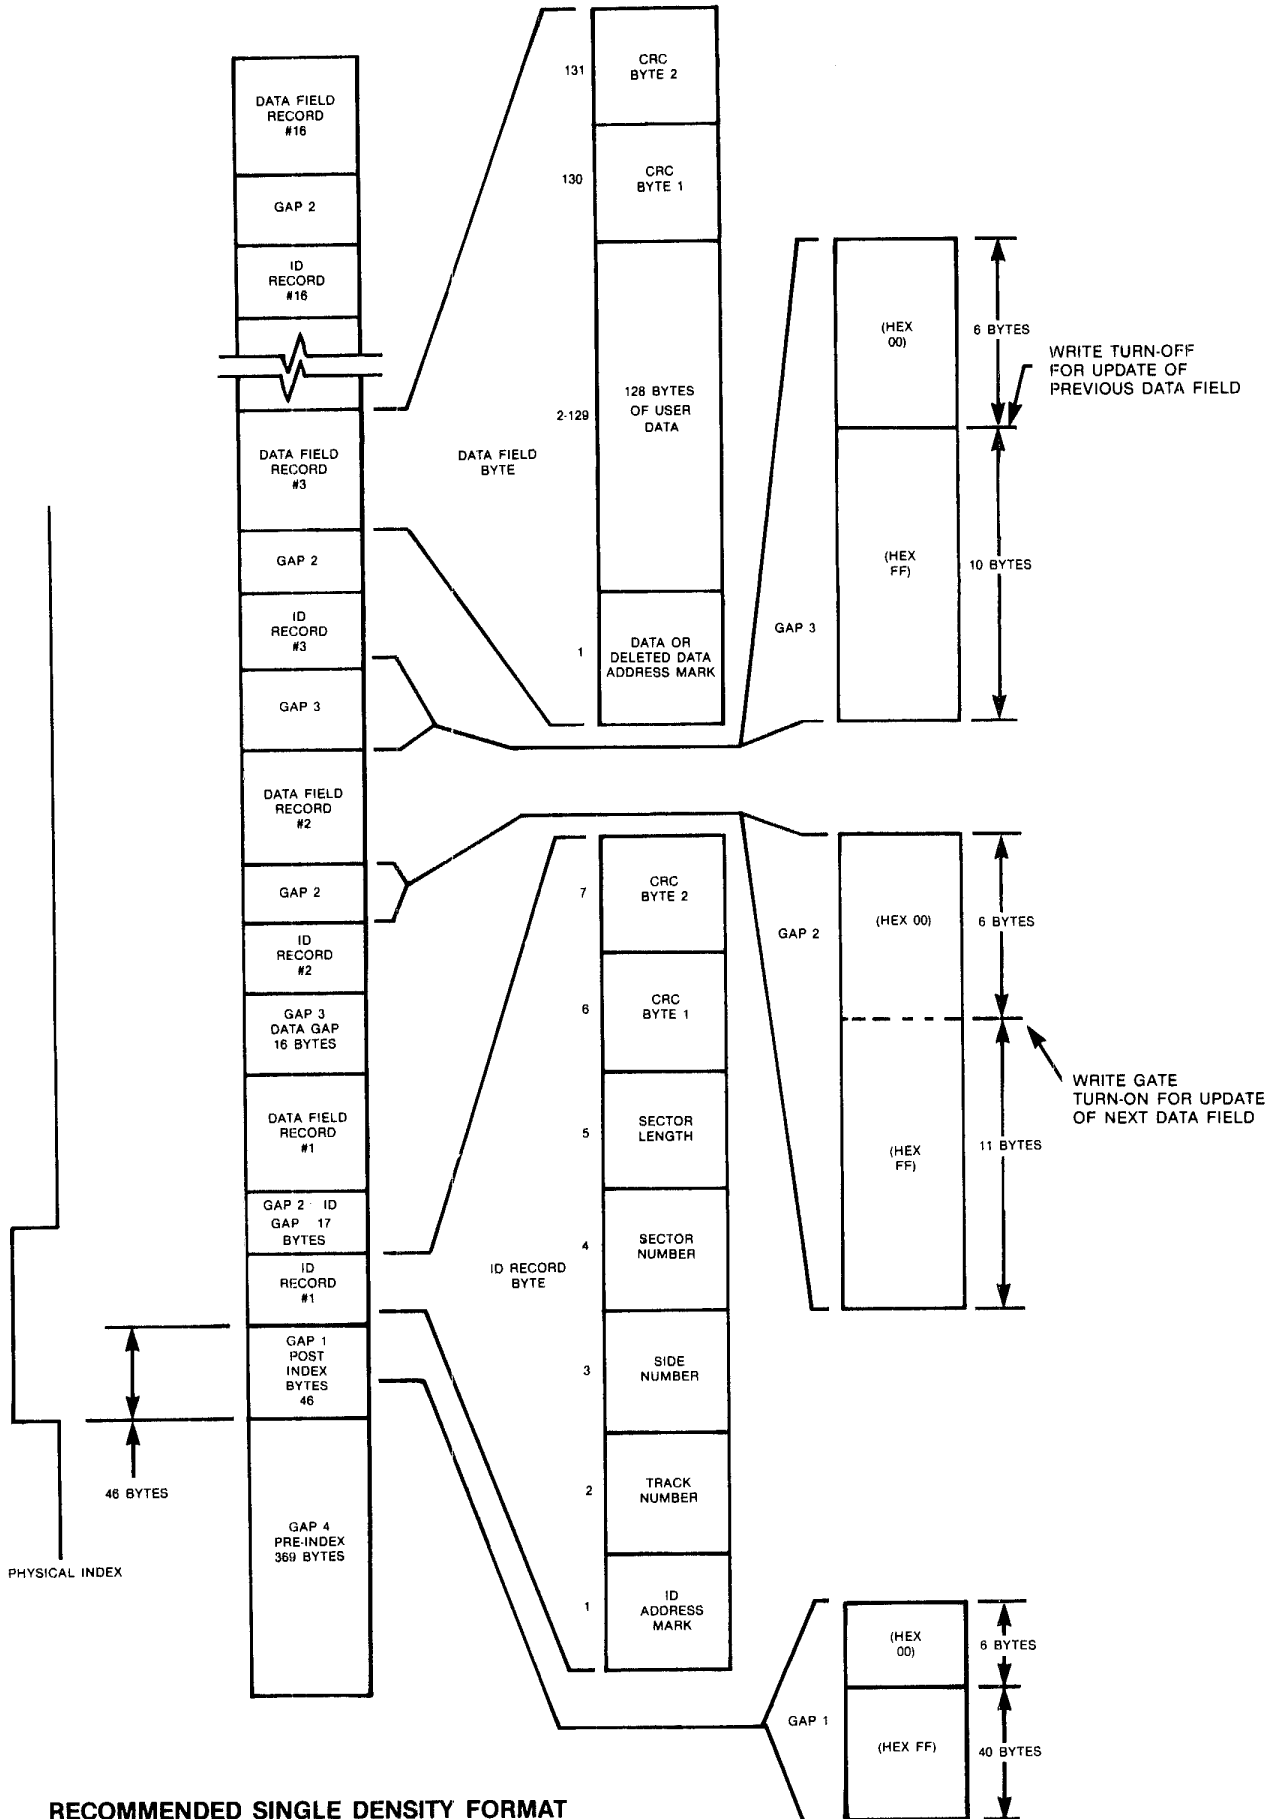 DATA FIELD
RECORD
#16
GAP 2
ID
RECORD
#16
DATA FIELD
RECORD
#3
GAP 2
ID
RECORD
#3
GAP 3
DATA FIELD
RECORD
#2
GAP 2
ID
RECORD
#2
GAP 3
DATA GAP
16 BYTES
DATA FIELD
RECORD
#1
GAP 2 ID
GAP 17
BYTES
ID
RECORD
#1
GAP 1
POST
INDEX
BYTES
46
GAP 4
PRE-INDEX
369 BYTES
46 BYTES
PHYSICAL INDEX
DATA FIELD
BYTE
131
CRC
BYTE 2
130
CRC
BYTE 1
2-129
128 BYTES
OF USER
DATA
1
DATA OR
DELETED DATA
ADDRESS MARK
GAP 3
(HEX
00)
6 BYTES
WRITE TURN-OFF
FOR UPDATE OF
PREVIOUS DATA FIELD
(HEX
FF)
10 BYTES
ID RECORD
BYTE
7
CRC
BYTE 2
6
CRC
BYTE 1
5
SECTOR
LENGTH
4
SECTOR
NUMBER
3
SIDE
NUMBER
2
TRACK
NUMBER
1
ID
ADDRESS
MARK
GAP 2
(HEX 00)
6 BYTES
WRITE GATE
TURN-ON FOR UPDATE
OF NEXT DATA FIELD
(HEX
FF)
11 BYTES
GAP 1
(HEX
00)
6 BYTES
(HEX FF)
40 BYTES
RECOMMENDED SINGLE DENSITY FORMAT